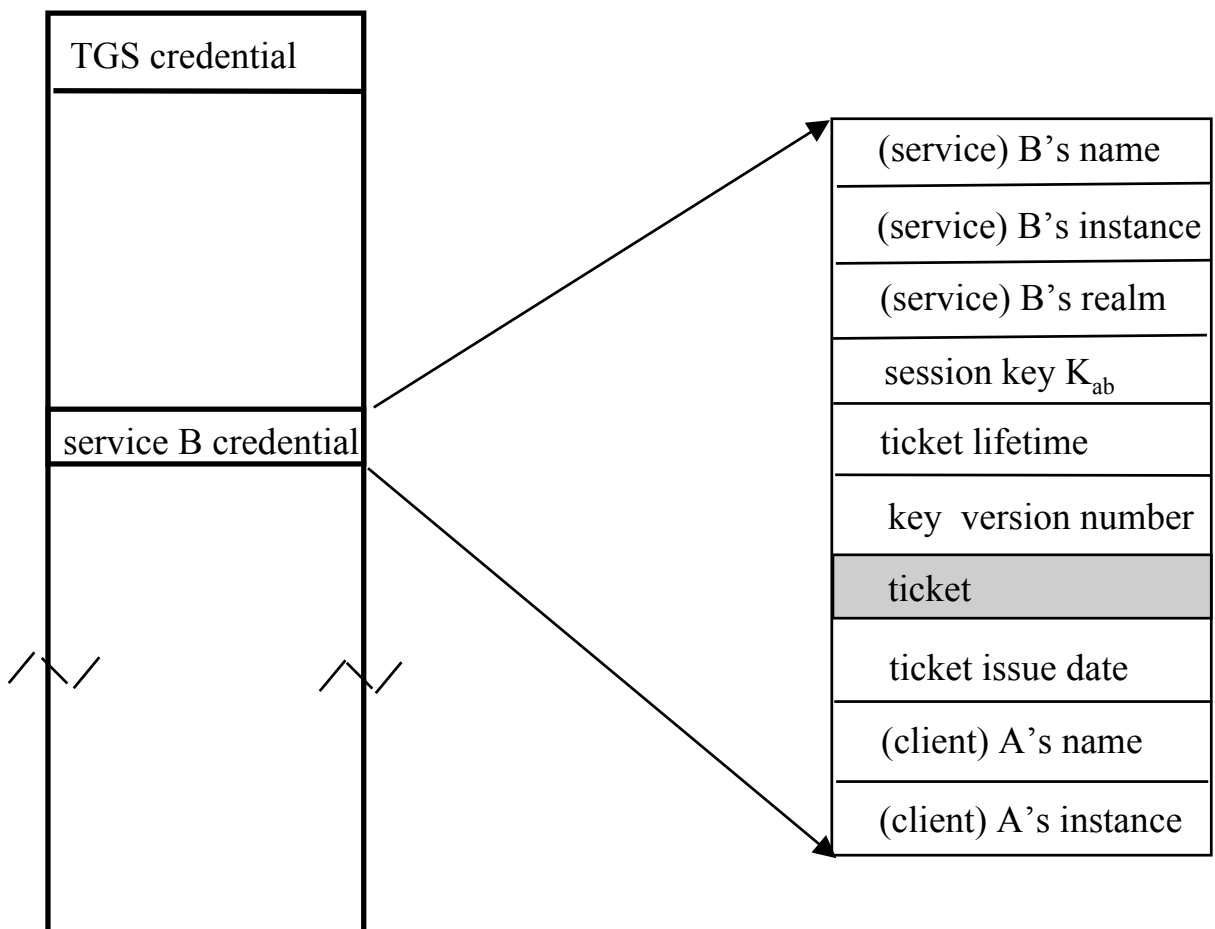 TGS credential
service B credential
(service) B’s name
(service) B’s instance
(service) B’s realm
session key K_ab
ticket lifetime
key version number
ticket
ticket issue date
(client) A’s name
(client) A’s instance